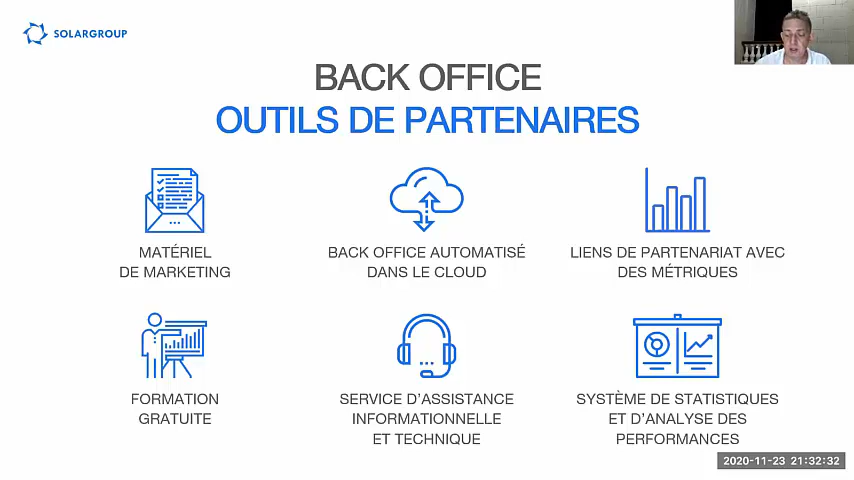 SOLARGROUP
BACK OFFICE
OUTILS DE PARTENAIRES
MATÉRIEL
DE MARKETING
BACK OFFICE AUTOMATISÉ
DANS LE CLOUD
LIENS DE PARTENARIAT AVEC
DES MÉTRIQUES
FORMATION
GRATUITE
SERVICE D'ASSISTANCE
INFORMATIONNELLE
ET TECHNIQUE
SYSTÈME DE STATISTIQUES
ET D'ANALYSE DES
PERFORMANCES
2020-11-23 21:32:32